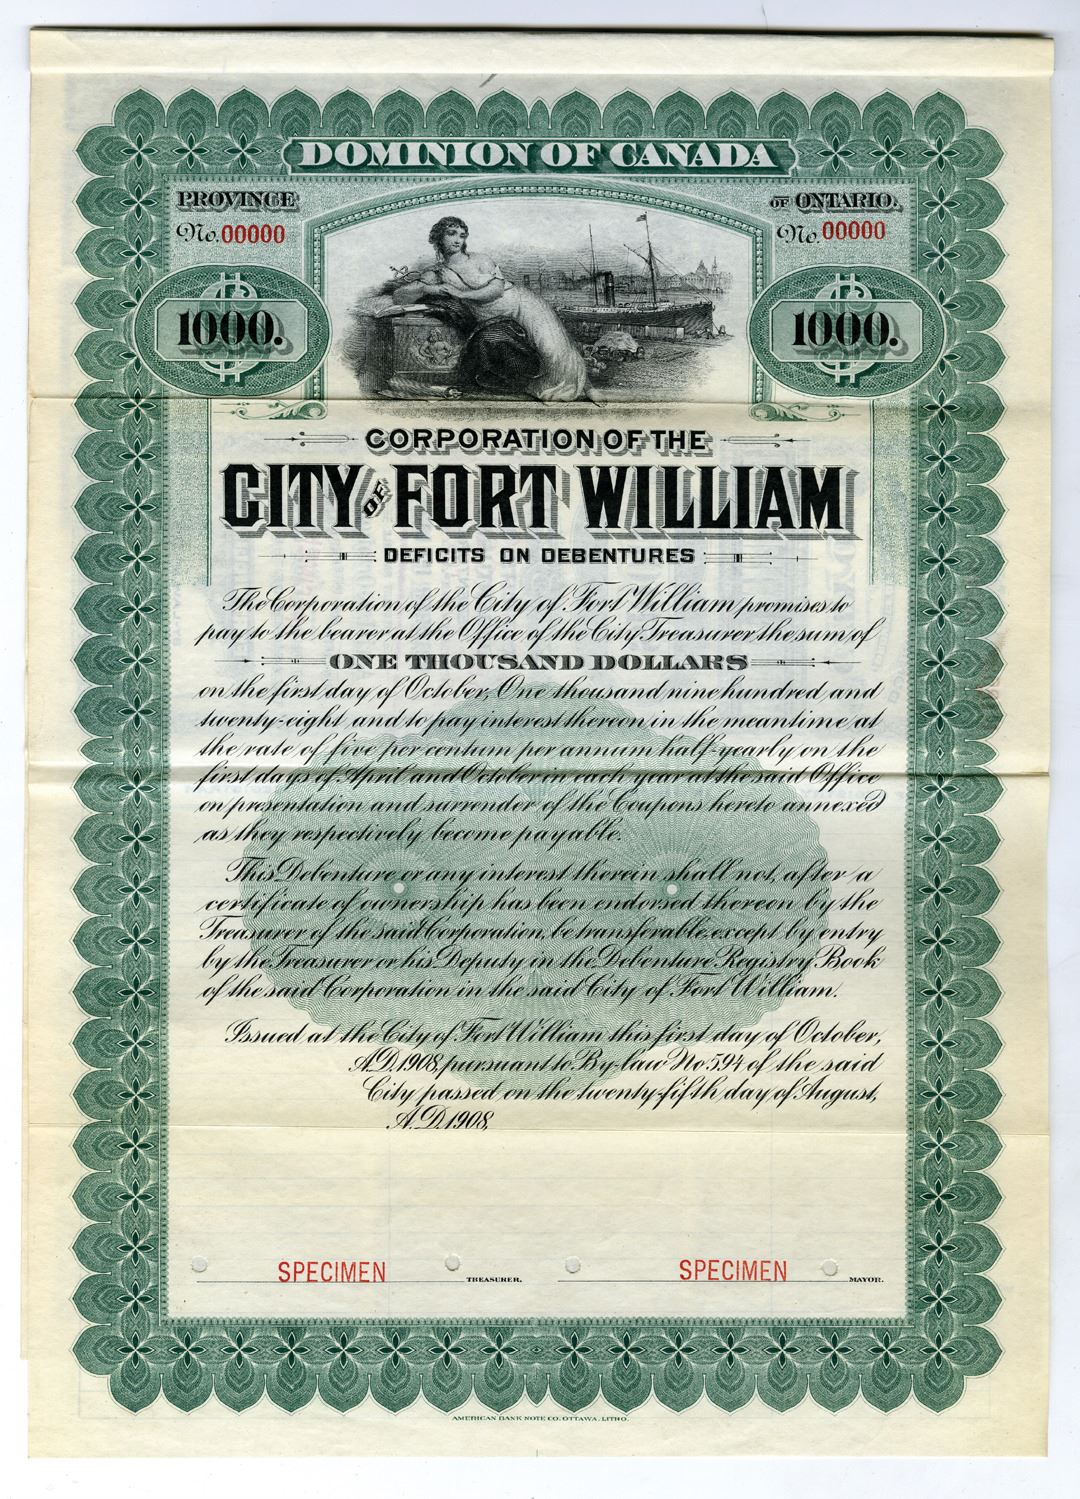 DOMINION OF CANADA
PROVINCE OF ONTARIO.
No. 00000 No. 00000
1000. 1000.
CORPORATION OF THE
CITY OF FORT WILLIAM
DEFICITS ON DEBENTURES
The Corporation of the City of Fort William promises to
pay to the bearer at the Office of the City Treasurer the sum of
ONE THOUSAND DOLLARS
on the first day of October, One thousand nine hundred and
twenty-eight and to pay interest thereon in the meantime at
the rate of five per centum per annum half-yearly on the
first days of April and October in each year at the said Office
on presentation and surrender of the Coupons hereto annexed
as they respectively become payable.
This Debenture or any interest therein shall not, after a
certificate of ownership has been endorsed thereon by the
Treasurer of the said Corporation, be transferable except by entry
by the Treasurer or his Deputy in the Debenture Registry Book
of the said Corporation in the said City of Fort William.
Issued at the City of Fort William this first day of October,
A.D. 1908, pursuant to By-law No 594 of the said
City passed on the twenty-fifth day of August,
A.D. 1908,
SPECIMEN TREASURER. SPECIMEN MAYOR.
AMERICAN BANK NOTE CO. OTTAWA. LITHO.